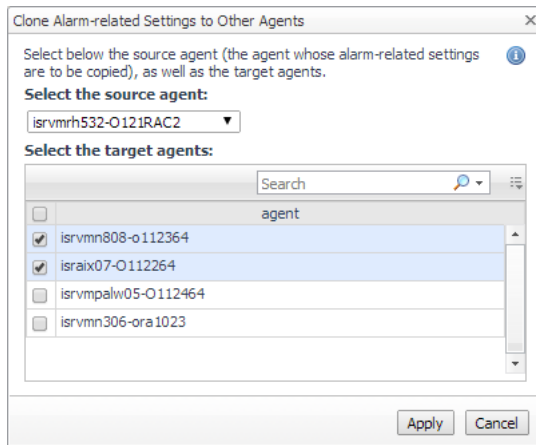 Clone Alarm-related Settings to Other Agents
Select below the source agent (the agent whose alarm-related settings
are to be copied), as well as the target agents.
Select the source agent:
isrvmrh532-O121RAC2
Select the target agents:
Search
agent
isrvmn808-o112364
israix07-O112264
isrvmpalw05-O112464
isrvmn306-ora1023
Apply
Cancel